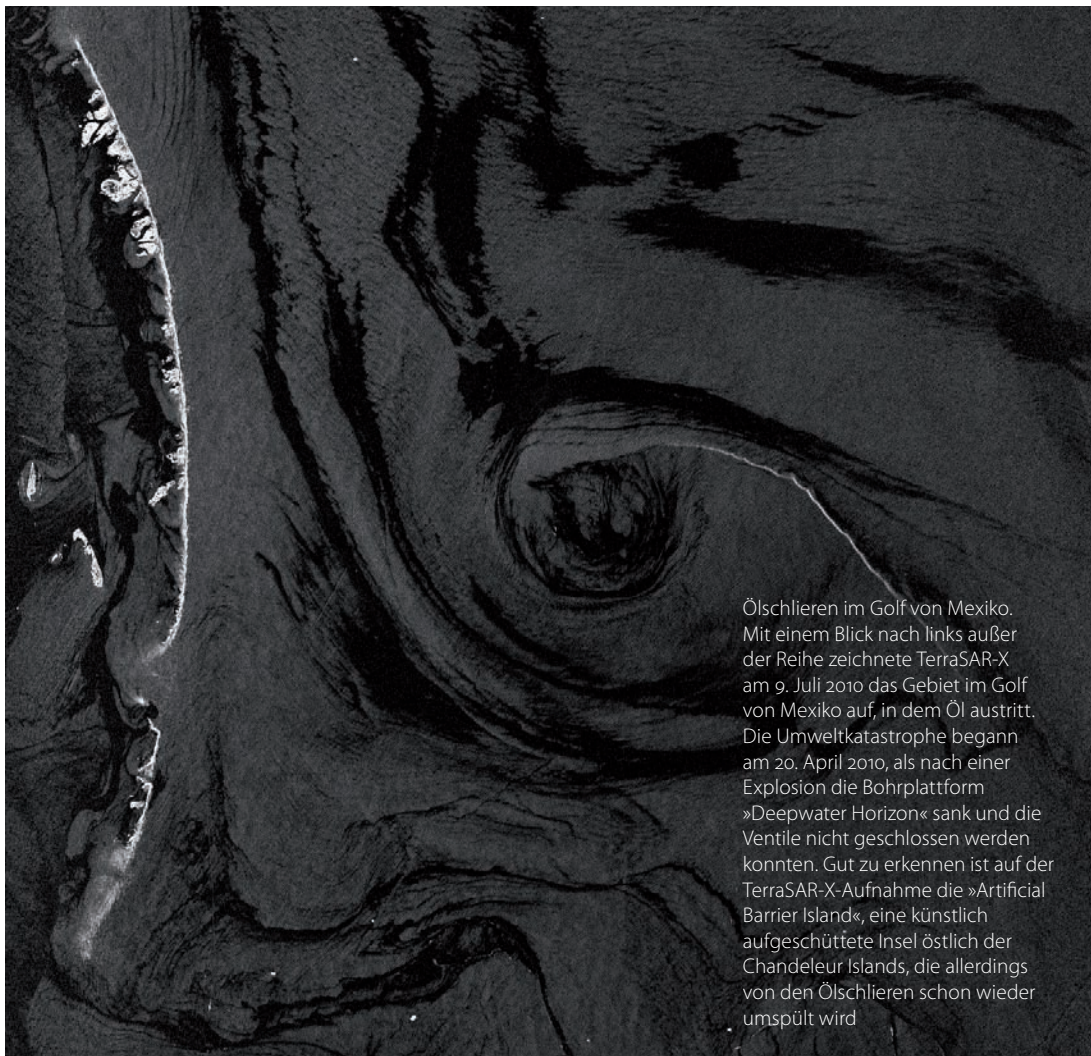 Ölschlieren im Golf von Mexiko.
Mit einem Blick nach links außer
der Reihe zeichnete TerraSAR-X
am 9. Juli 2010 das Gebiet im Golf
von Mexiko auf, in dem Öl austritt.
Die Umweltkatastrophe begann
am 20. April 2010, als nach einer
Explosion die Bohrplattform
»Deepwater Horizon« sank und die
Ventile nicht geschlossen werden
konnten. Gut zu erkennen ist auf der
TerraSAR-X-Aufnahme die »Artificial
Barrier Island«, eine künstlich
aufgeschüttete Insel östlich der
Chandeleur Islands, die allerdings
von den Ölschlieren schon wieder
umspült wird